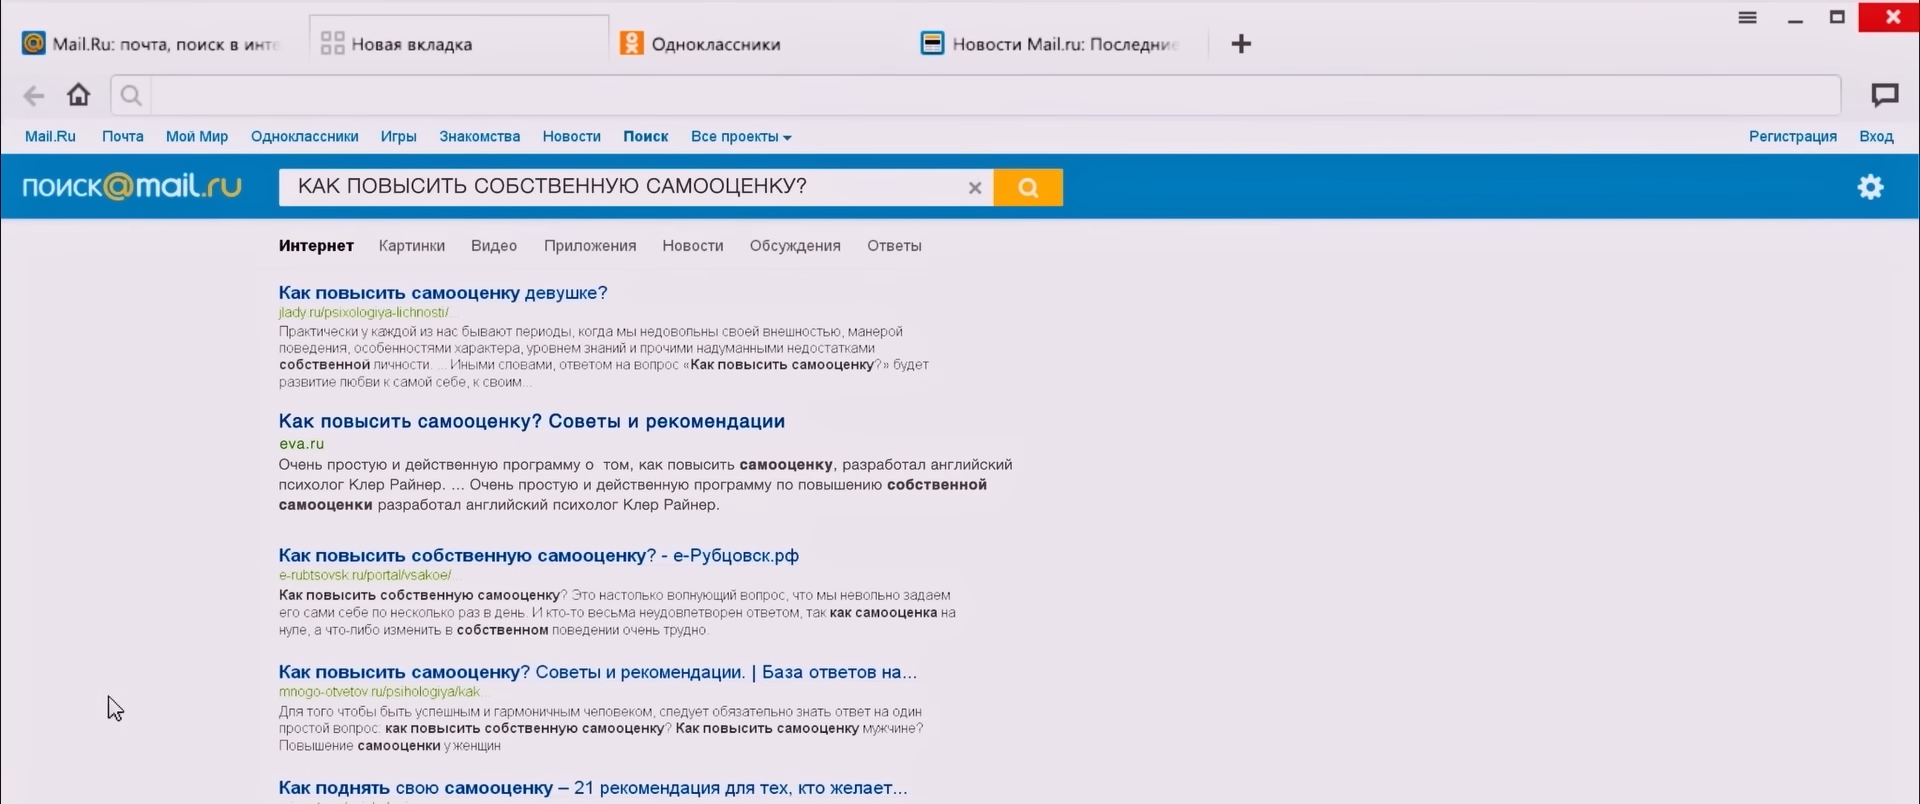 Mail.Ru: почта, поиск в инте
Новая вкладка
Одноклассники
Новости Mail.ru: Последние
Mail.Ru Почта Мой Мир Одноклассники Игры Знакомства Новости Поиск Все проекты Регистрация Вход
поиск@mail.ru КАК ПОВЫСИТЬ СОБСТВЕННУЮ САМООЦЕНКУ?
Интернет Картинки Видео Приложения Новости Обсуждения Ответы
Как повысить самооценку девушке?
jlady.ru/psixologiya-lichnosti/...
Практически у каждой из нас бывают периоды, когда мы недовольны своей внешностью, манерой
поведения, особенностями характера, уровнем знаний и прочими надуманными недостатками
собственной личности. ... Иными словами, ответом на вопрос «Как повысить самооценку?» будет
развитие любви к самой себе, к своим...
Как повысить самооценку? Советы и рекомендации
eva.ru
Очень простую и действенную программу о том, как повысить самооценку, разработал английский
психолог Клер Райнер. ... Очень простую и действенную программу по повышению собственной
самооценки разработал английский психолог Клер Райнер.
Как повысить собственную самооценку? - е-Рубцовск.рф
e-rubtsovsk.ru/portal/vsakoe/...
Как повысить собственную самооценку? Это настолько волнующий вопрос, что мы невольно задаем
его сами себе по несколько раз в день. И кто-то весьма неудовлетворен ответом, так как самооценка на
нуле, а что-либо изменить в собственном поведении очень трудно.
Как повысить самооценку? Советы и рекомендации. | База ответов на...
mnogo-otvetov.ru/psihologiya/kak...
Для того чтобы быть успешным и гармоничным человеком, следует обязательно знать ответ на один
простой вопрос: как повысить собственную самооценку? Как повысить самооценку мужчине?
Повышение самооценки у женщин
Как поднять свою самооценку – 21 рекомендация для тех, кто желает...